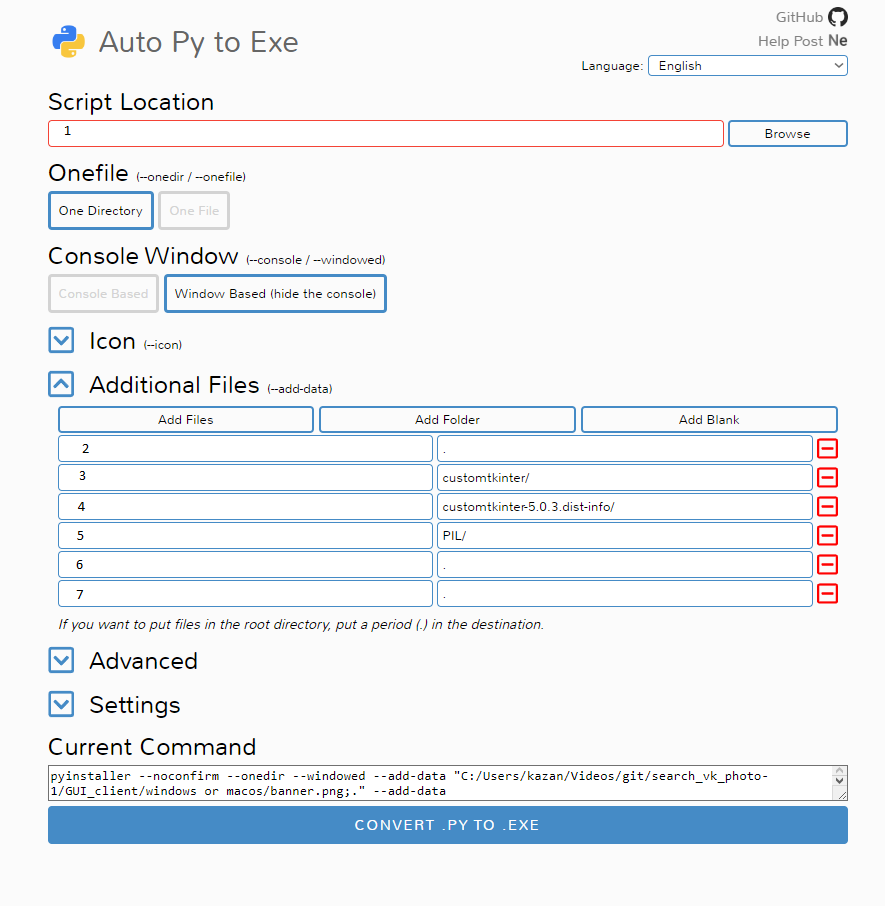 GitHub
Help Post Ne
Auto Py to Exe
Language: English
Script Location
1 Browse
Onefile (--onedir / --onefile)
One Directory One File
Console Window (--console / --windowed)
Console Based Window Based (hide the console)
Icon (--icon)
Additional Files (--add-data)
Add Files Add Folder Add Blank
2 .
3 customtkinter/
4 customtkinter-5.0.3.dist-info/
5 PIL/
6 .
7 .
If you want to put files in the root directory, put a period (.) in the destination.
Advanced
Settings
Current Command
pyinstaller --noconfirm --onedir --windowed --add-data "C:/Users/kazan/Videos/git/search_vk_photo-
1/GUI_client/windows or macos/banner.png;." --add-data
CONVERT .PY TO .EXE